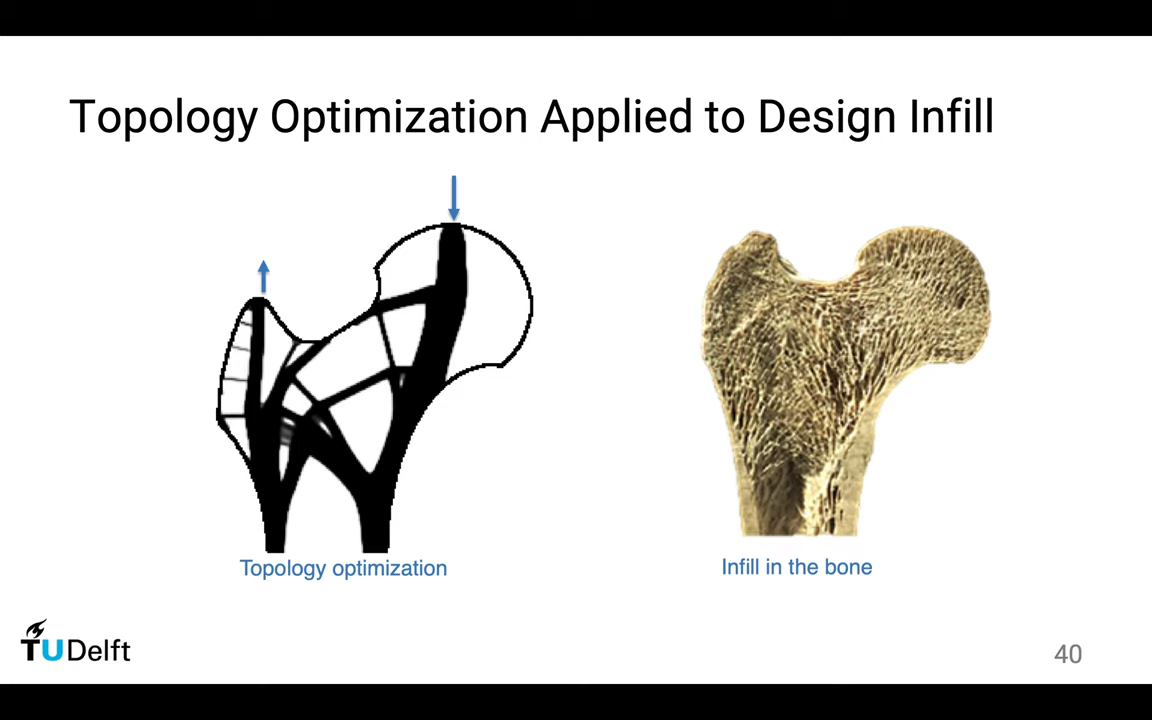 Topology Optimization Applied to Design Infill
Topology optimization
Infill in the bone
TUDelft
40